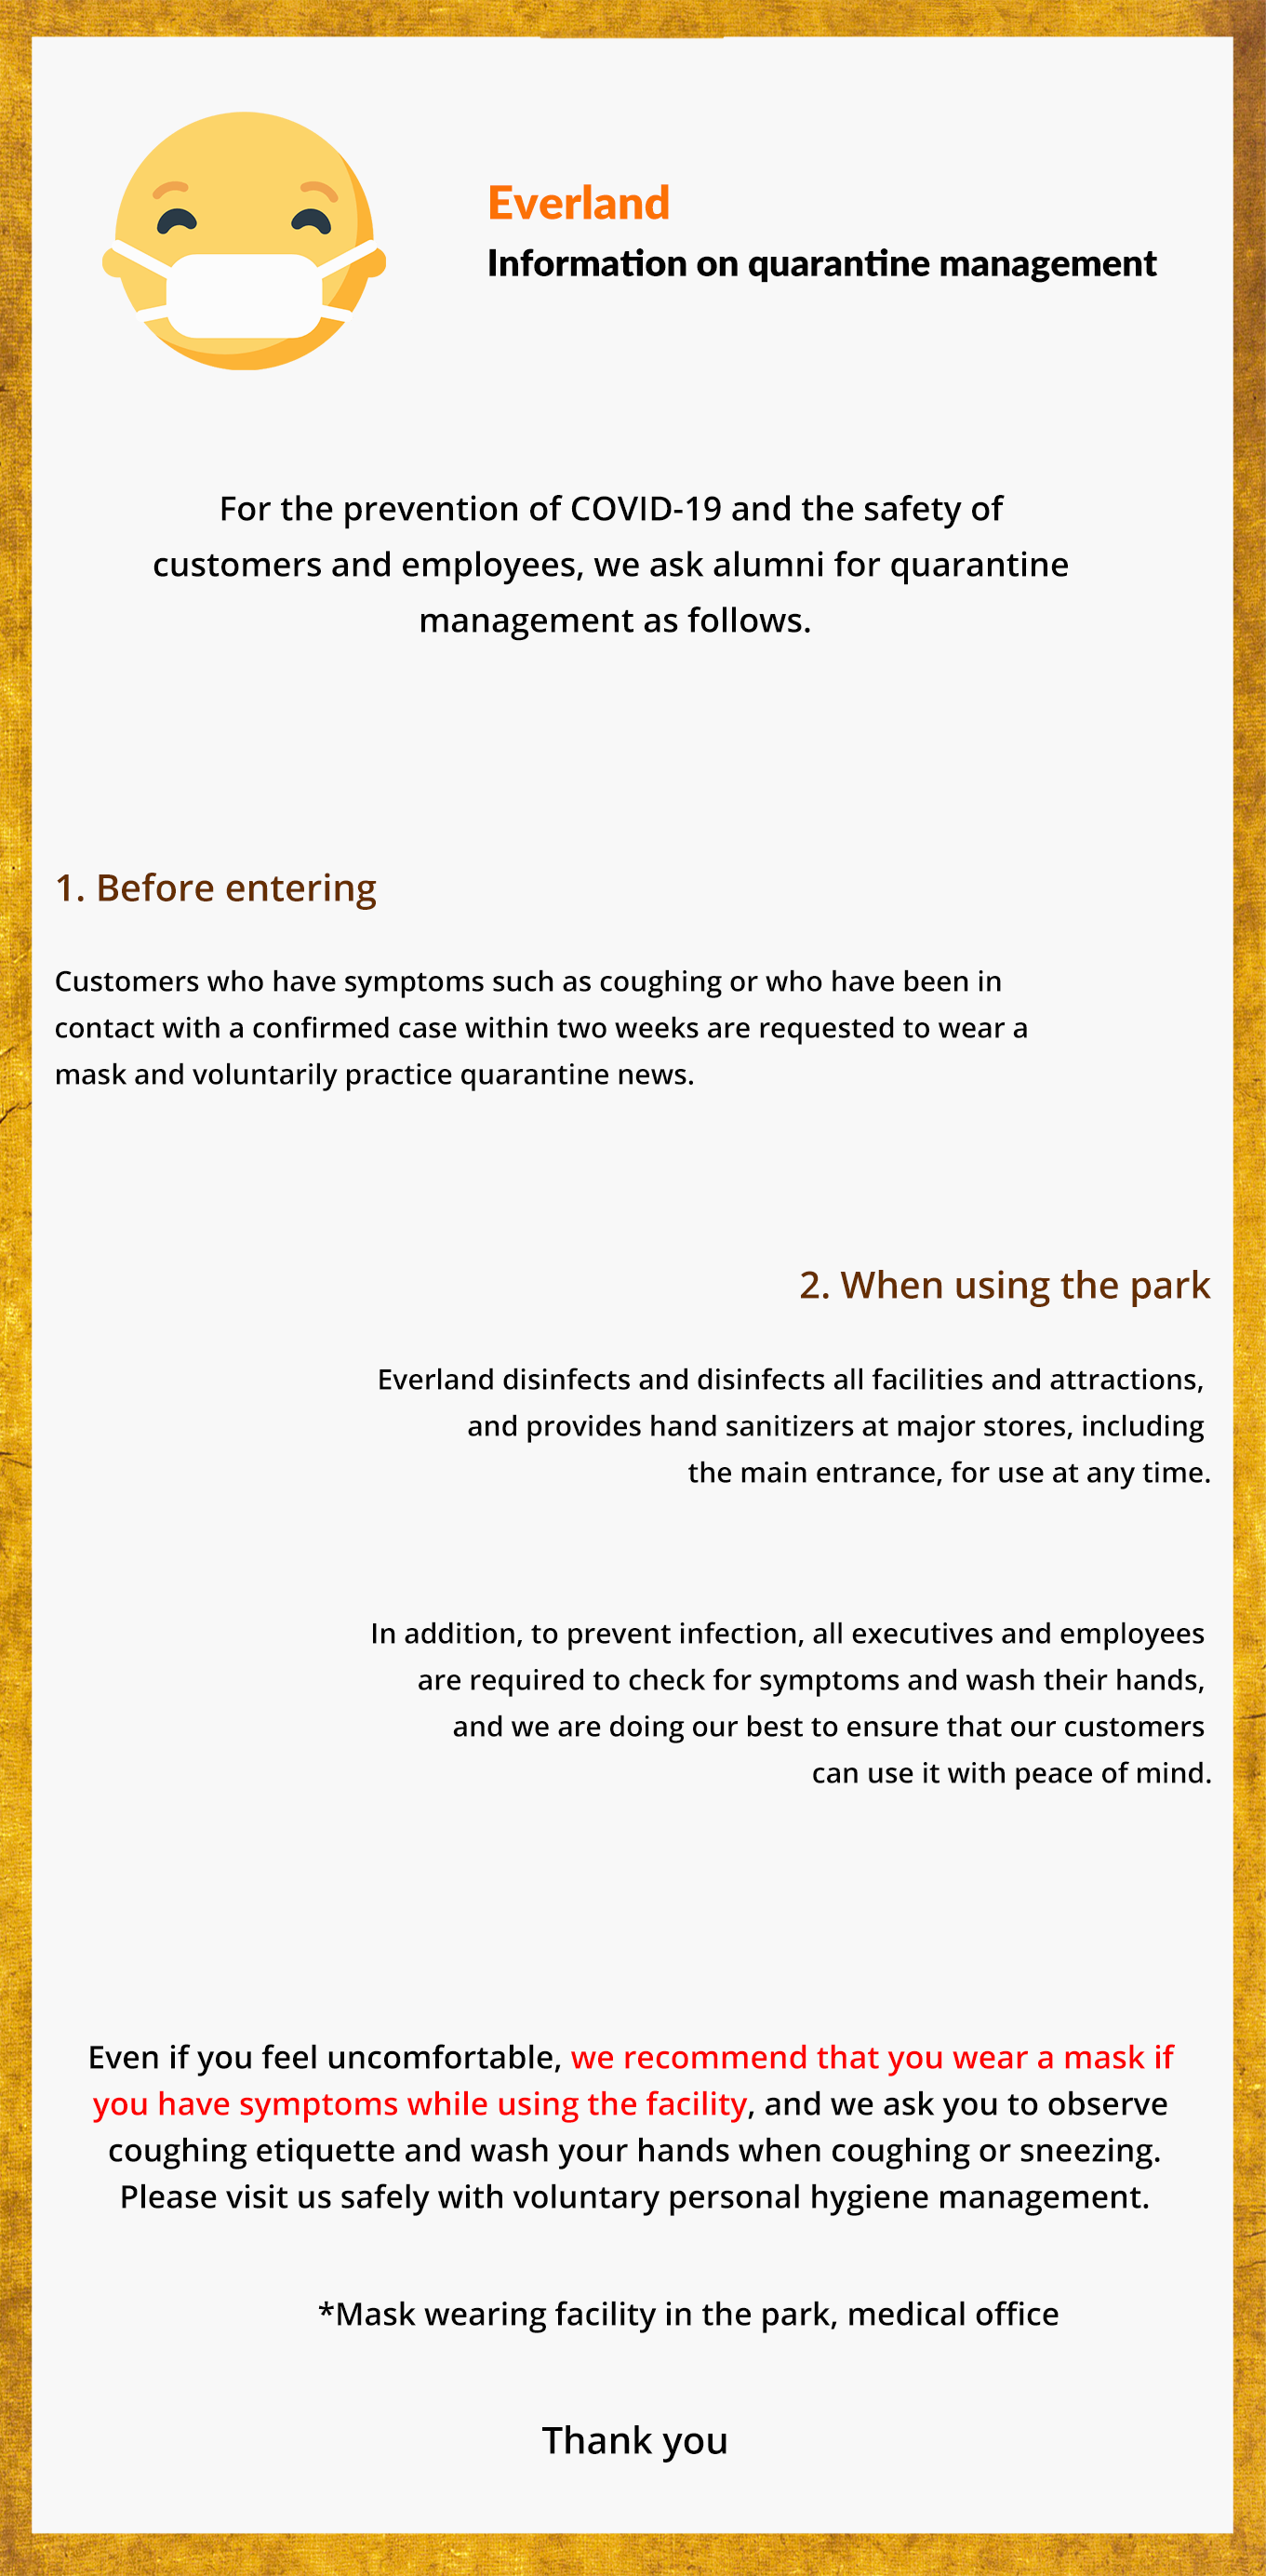 Everland
Information on quarantine management
For the prevention of COVID-19 and the safety of
customers and employees, we ask alumni for quarantine
management as follows.
1. Before entering
Customers who have symptoms such as coughing or who have been in
contact with a confirmed case within two weeks are requested to wear a
mask and voluntarily practice quarantine news.
2. When using the park
Everland disinfects and disinfects all facilities and attractions,
and provides hand sanitizers at major stores, including
the main entrance, for use at any time.
In addition, to prevent infection, all executives and employees
are required to check for symptoms and wash their hands,
and we are doing our best to ensure that our customers
can use it with peace of mind.
Even if you feel uncomfortable, we recommend that you wear a mask if
you have symptoms while using the facility, and we ask you to observe
coughing etiquette and wash your hands when coughing or sneezing.
Please visit us safely with voluntary personal hygiene management.
*Mask wearing facility in the park, medical office
Thank you